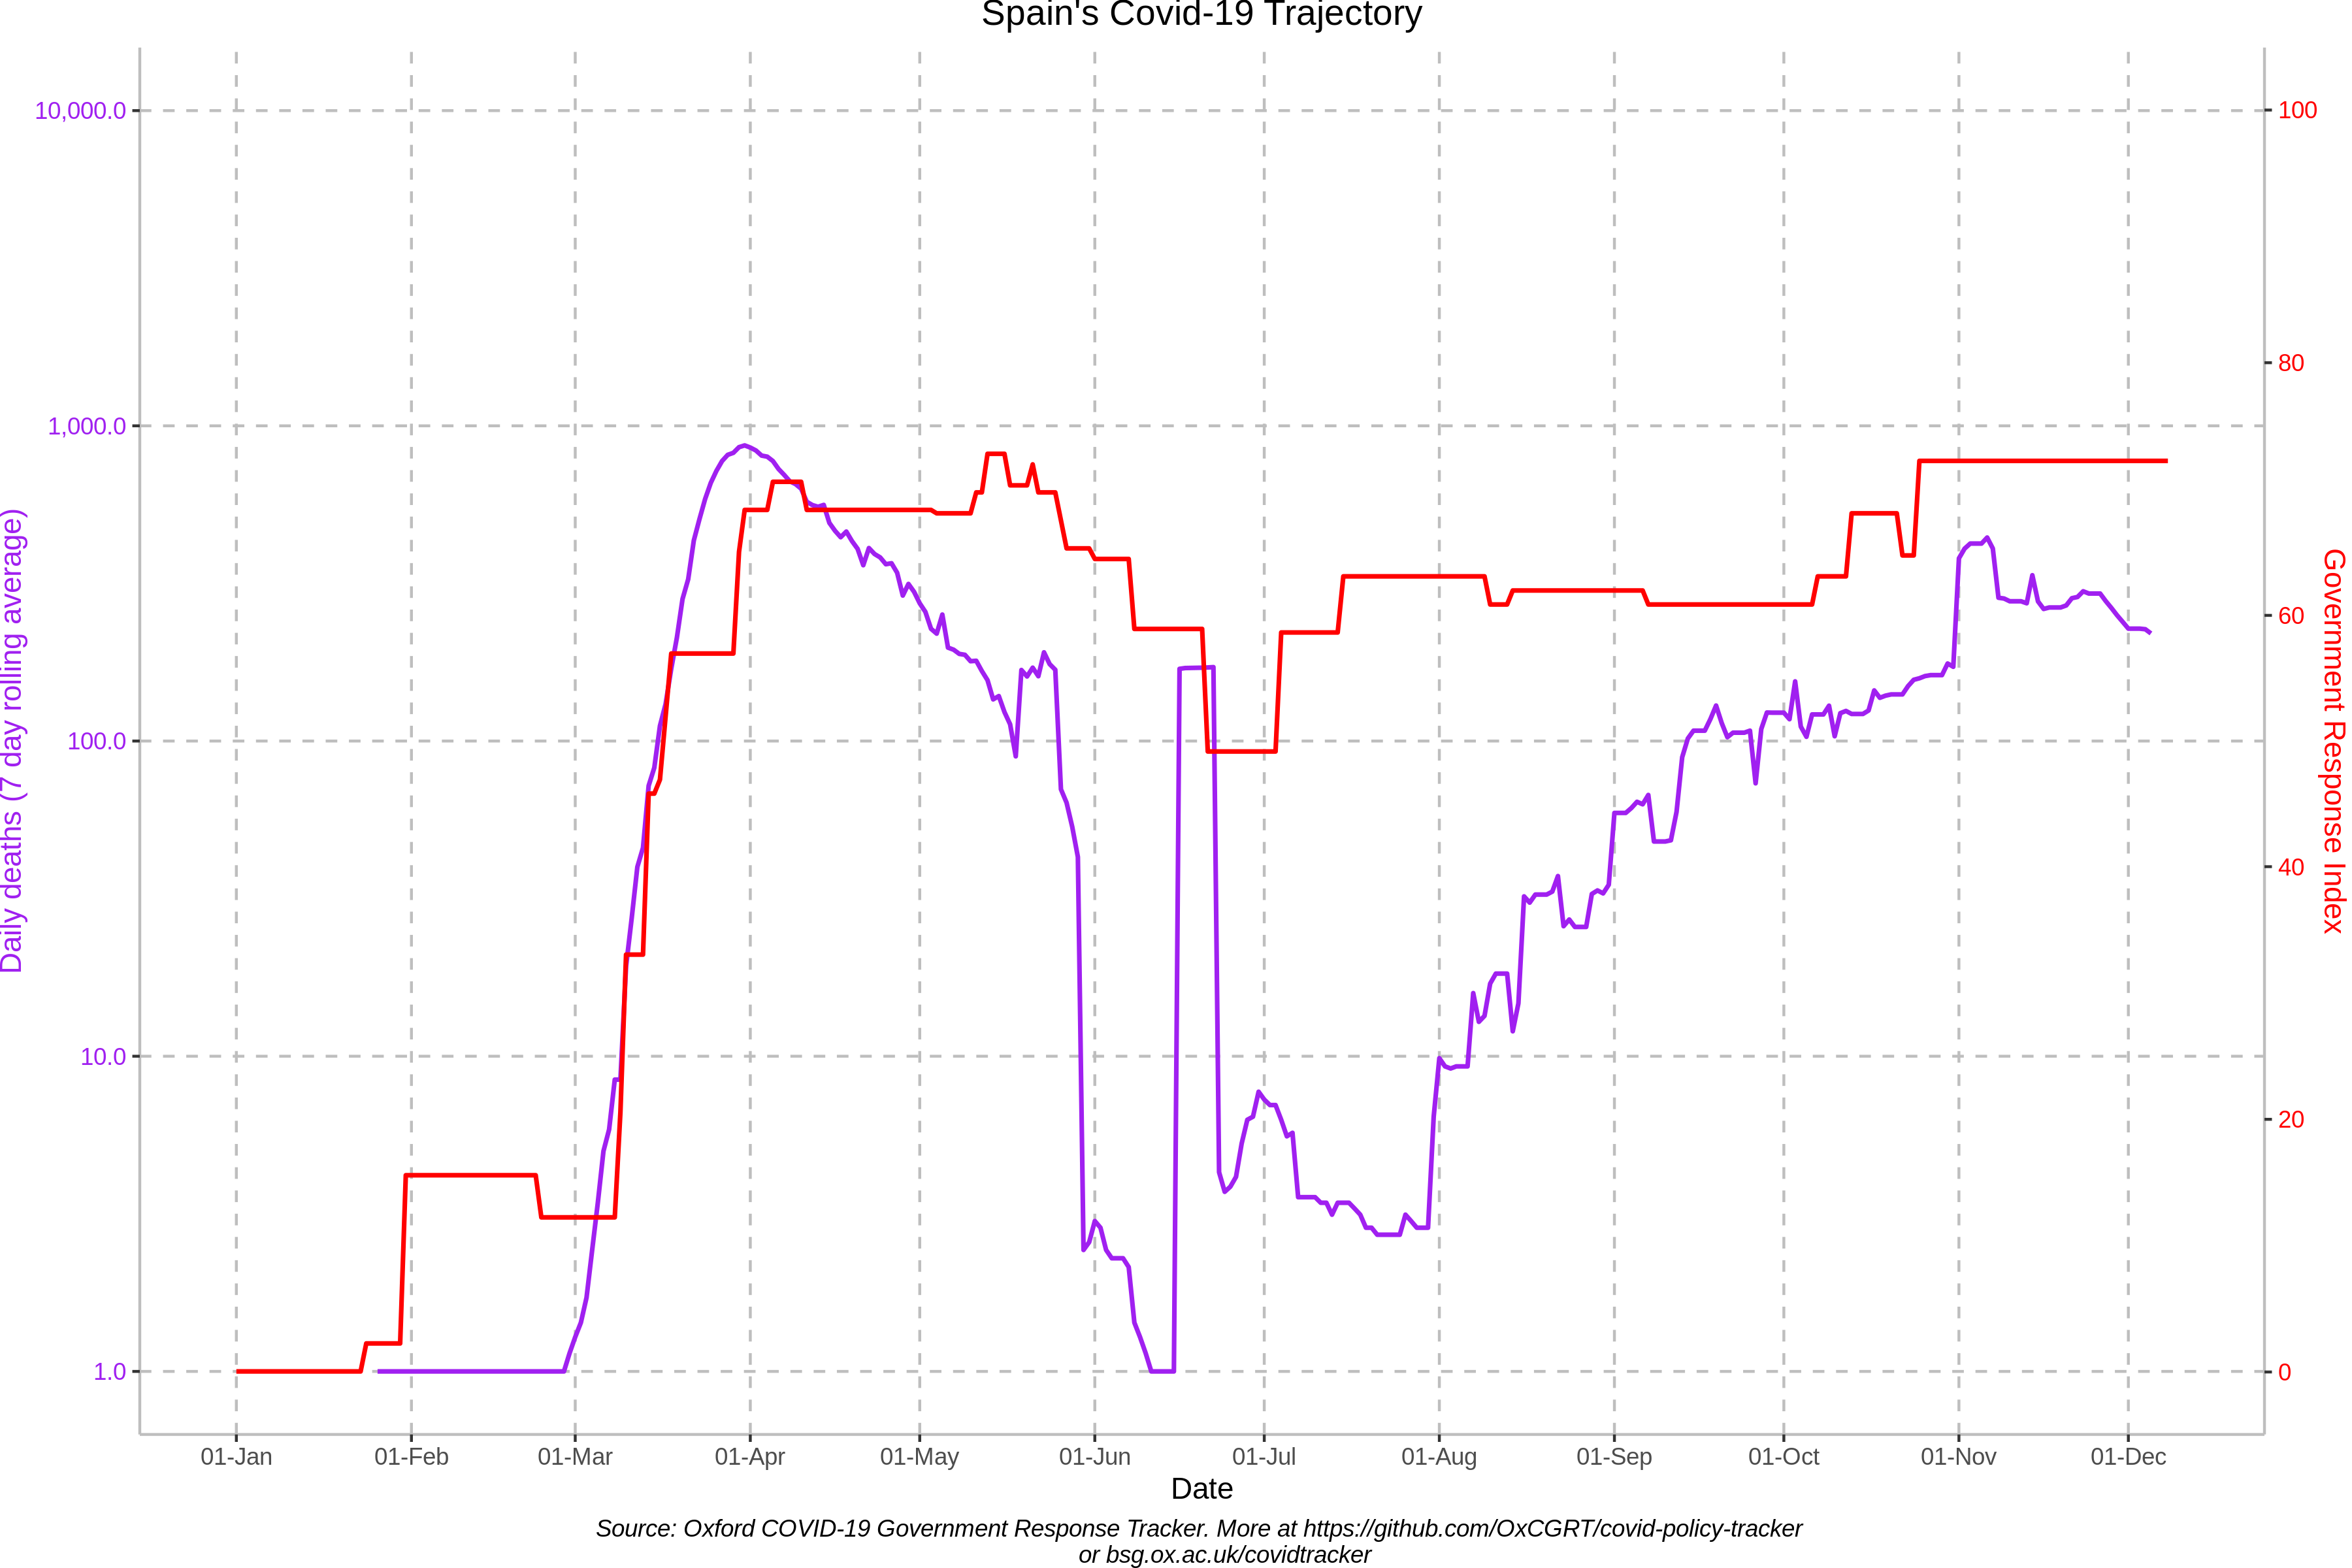 Spain's Covid-19 Trajectory
10,000.0
1,000.0
100.0
10.0
1.0
Daily deaths (7 day rolling average)
100
80
60
40
20
0
Government Response Index
01-Jan
01-Feb
01-Mar
01-Apr
01-May
01-Jun
01-Jul
01-Aug
01-Sep
01-Oct
01-Nov
01-Dec
Date
Source: Oxford COVID-19 Government Response Tracker. More at https://github.com/OxCGRT/covid-policy-tracker
or bsg.ox.ac.uk/covidtracker